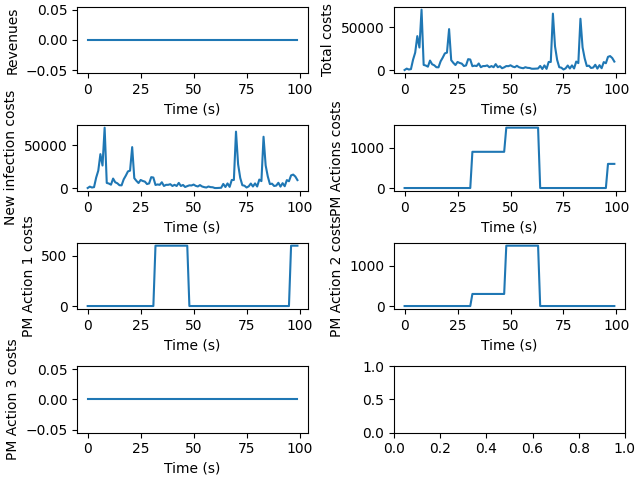 Revenues
0.05
0.00
−0.05
0 25 50 75 100
Time (s)
Total costs
50000
0
0 25 50 75 100
Time (s)
New infection costs
50000
0
0 25 50 75 100
Time (s)
PM Actions costs
1000
0
0 25 50 75 100
Time (s)
PM Action 1 costs
500
0
0 25 50 75 100
Time (s)
PM Action 2 costs
1000
0
0 25 50 75 100
Time (s)
PM Action 3 costs
0.05
0.00
−0.05
0 25 50 75 100
Time (s)
1.0
0.5
0.0
0.0 0.2 0.4 0.6 0.8 1.0